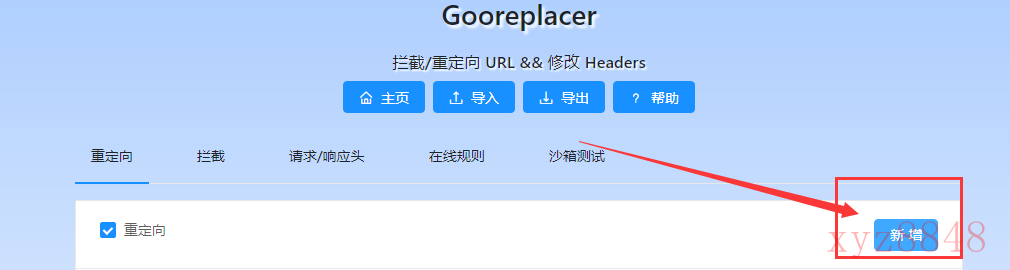 Gooreplacer
拦截/重定向 URL && 修改 Headers
主页 导入 导出 ? 帮助
重定向 拦截 请求/响应头 在线规则 沙箱测试
重定向 新增
xyz8848